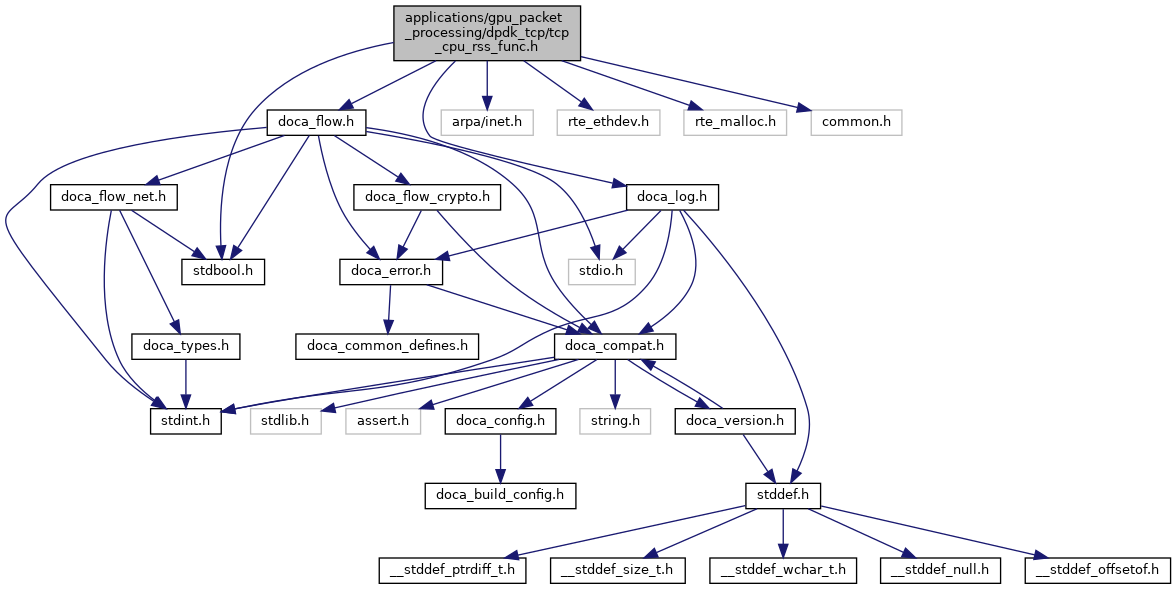 applications/gpu_packet
_processing/dpdk_tcp/tcp
_cpu_rss_func.h
doca_flow.h
arpa/inet.h
rte_ethdev.h
rte_malloc.h
common.h
doca_flow_net.h
doca_flow_crypto.h
doca_log.h
stdbool.h
doca_error.h
stdio.h
doca_types.h
doca_common_defines.h
doca_compat.h
stdint.h
stdlib.h
assert.h
doca_config.h
string.h
doca_version.h
doca_build_config.h
stddef.h
__stddef_ptrdiff_t.h
__stddef_size_t.h
__stddef_wchar_t.h
__stddef_null.h
__stddef_offsetof.h